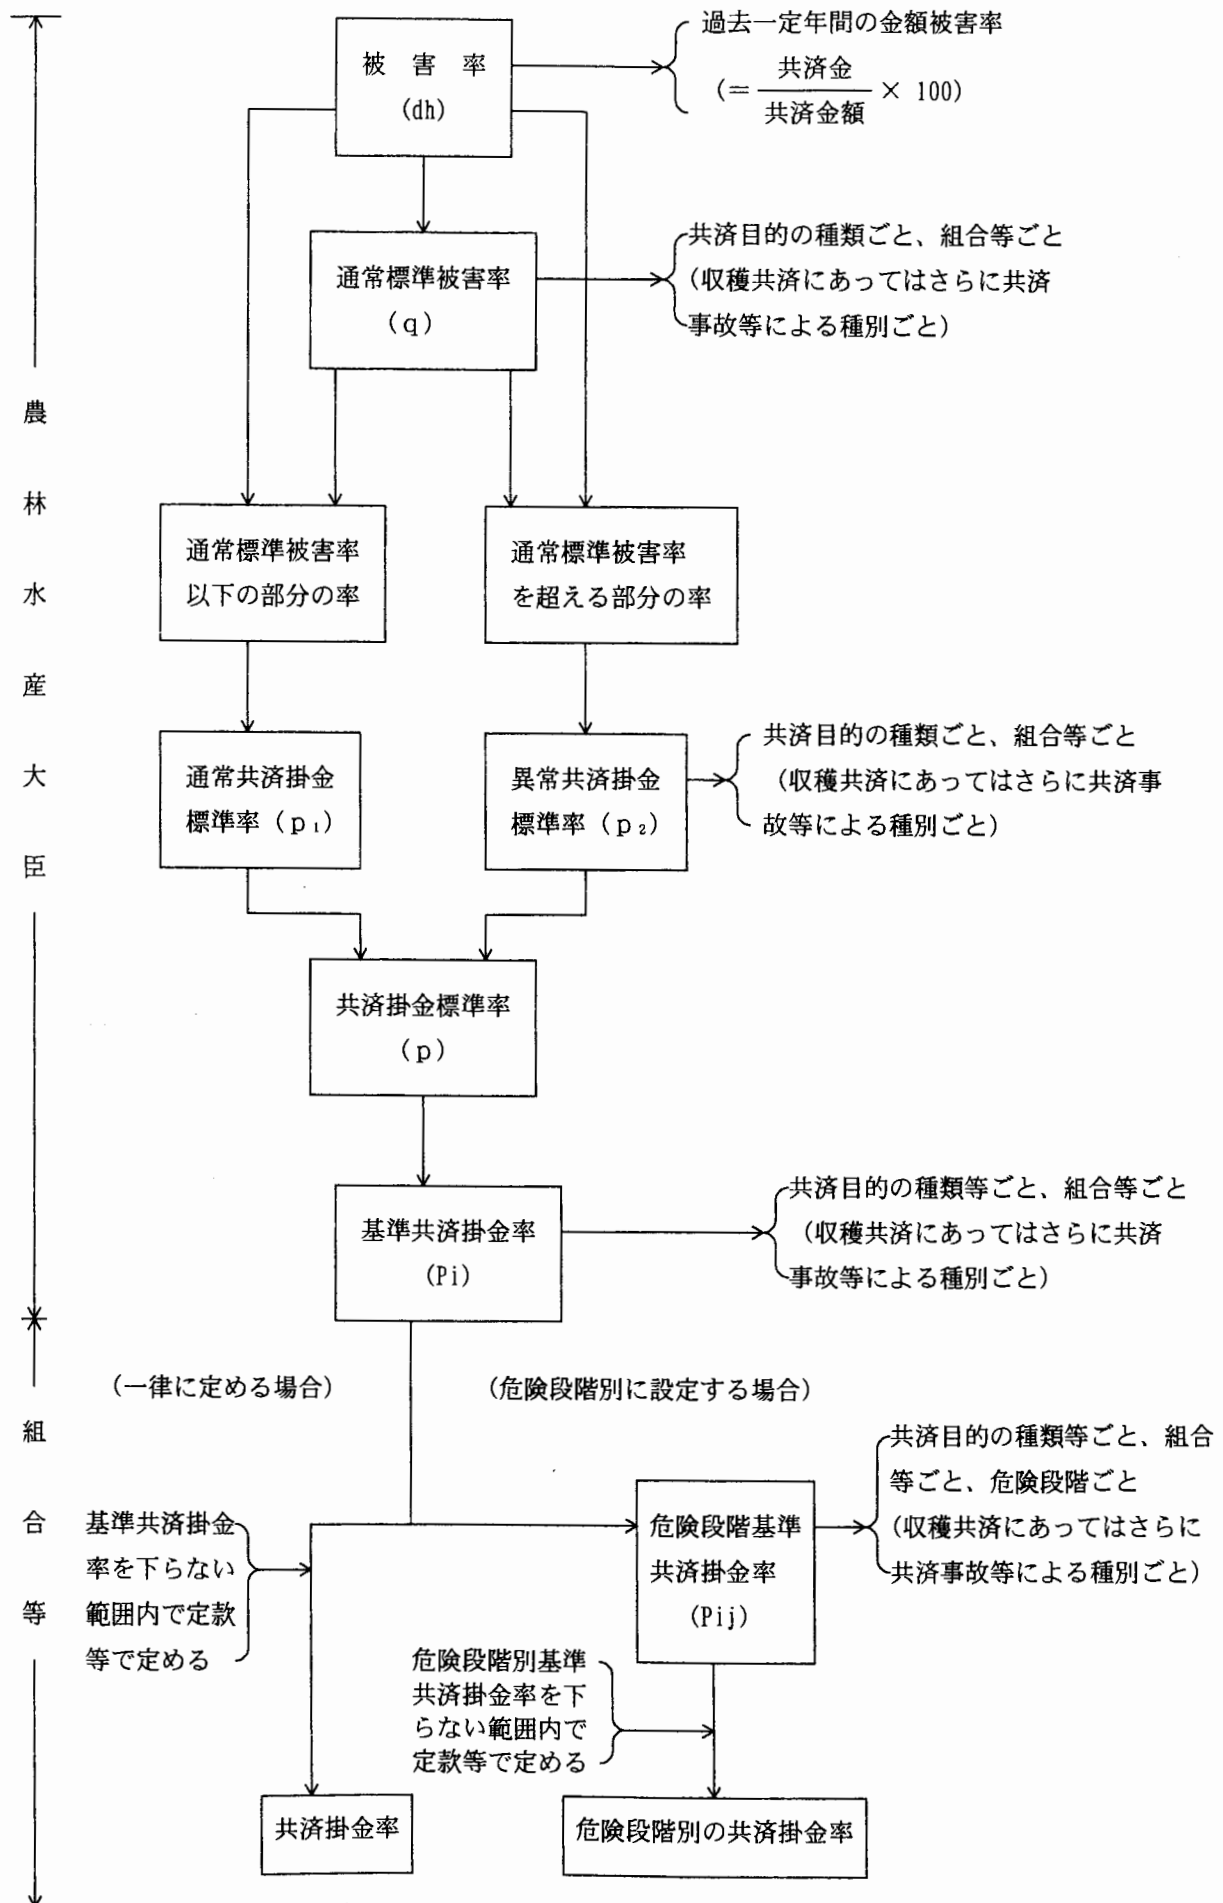 被 害 率
(dh)
過去一定年間の金額被害率
(= 共済金 / 共済金額 × 100)
通常標準被害率
(q)
共済目的の種類ごと、組合等ごと
(収穫共済にあってはさらに共済
事故等による種別ごと)
農林水産大臣
通常標準被害率
以下の部分の率
通常標準被害率
を超える部分の率
通常共済掛金
標準率(p₁)
異常共済掛金
標準率(p₂)
共済目的の種類ごと、組合等ごと
(収穫共済にあってはさらに共済事
故等による種別ごと)
共済掛金標準率
(p)
基準共済掛金率
(Pi)
共済目的の種類等ごと、組合等ごと
(収穫共済にあってはさらに共済
事故等による種別ごと)
組合等
(一律に定める場合)
(危険段階別に設定する場合)
基準共済掛金
率を下らない
範囲内で定款
等で定める
危険段階基準
共済掛金率
(Pij)
共済目的の種類等ごと、組合
等ごと、危険段階ごと
(収穫共済にあってはさらに
共済事故等による種別ごと)
危険段階別基準
共済掛金率を下
らない範囲内で
定款等で定める
共済掛金率
危険段階別の共済掛金率